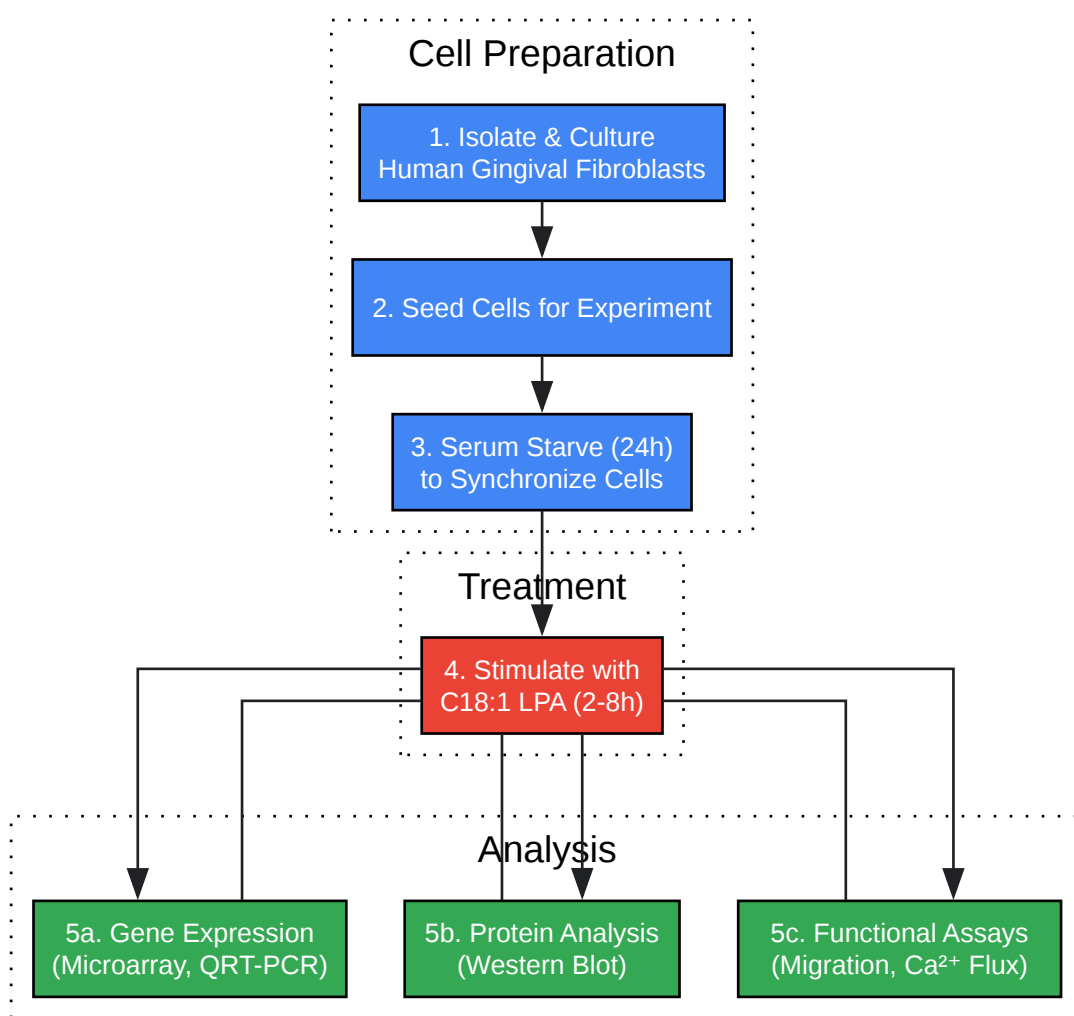 Cell Preparation
1. Isolate & Culture
Human Gingival Fibroblasts
2. Seed Cells for Experiment
3. Serum Starve (24h)
to Synchronize Cells
Treatment
4. Stimulate with
C18:1 LPA (2-8h)
Analysis
5a. Gene Expression
(Microarray, QRT-PCR)
5b. Protein Analysis
(Western Blot)
5c. Functional Assays
(Migration, Ca²⁺ Flux)